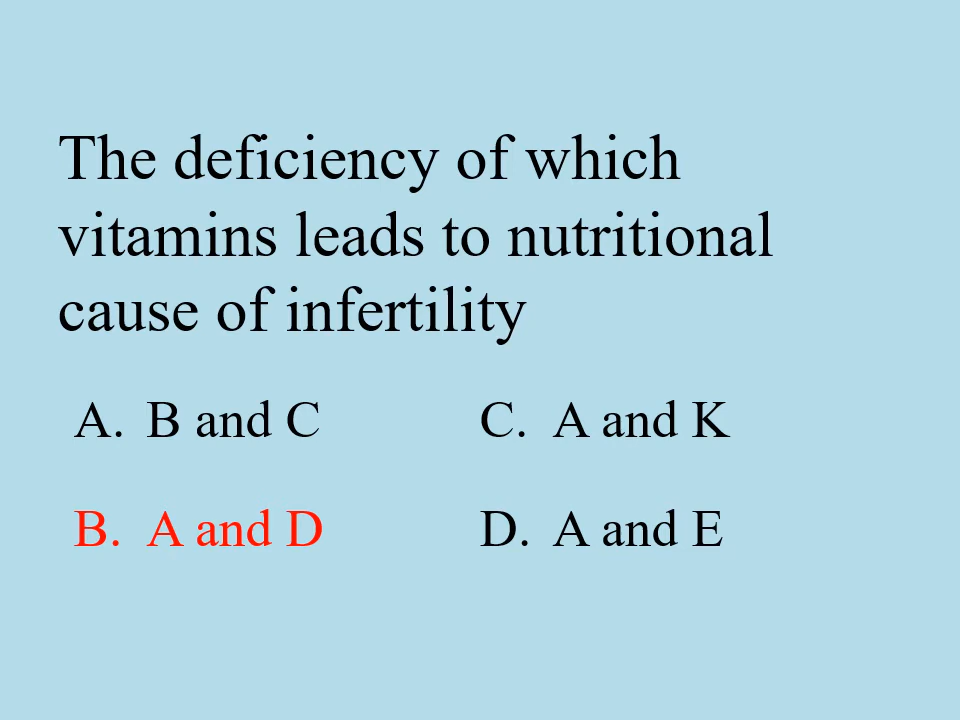 The deficiency of which
vitamins leads to nutritional
cause of infertility
A. B and C
C. A and K
B. A and D
D. A and E